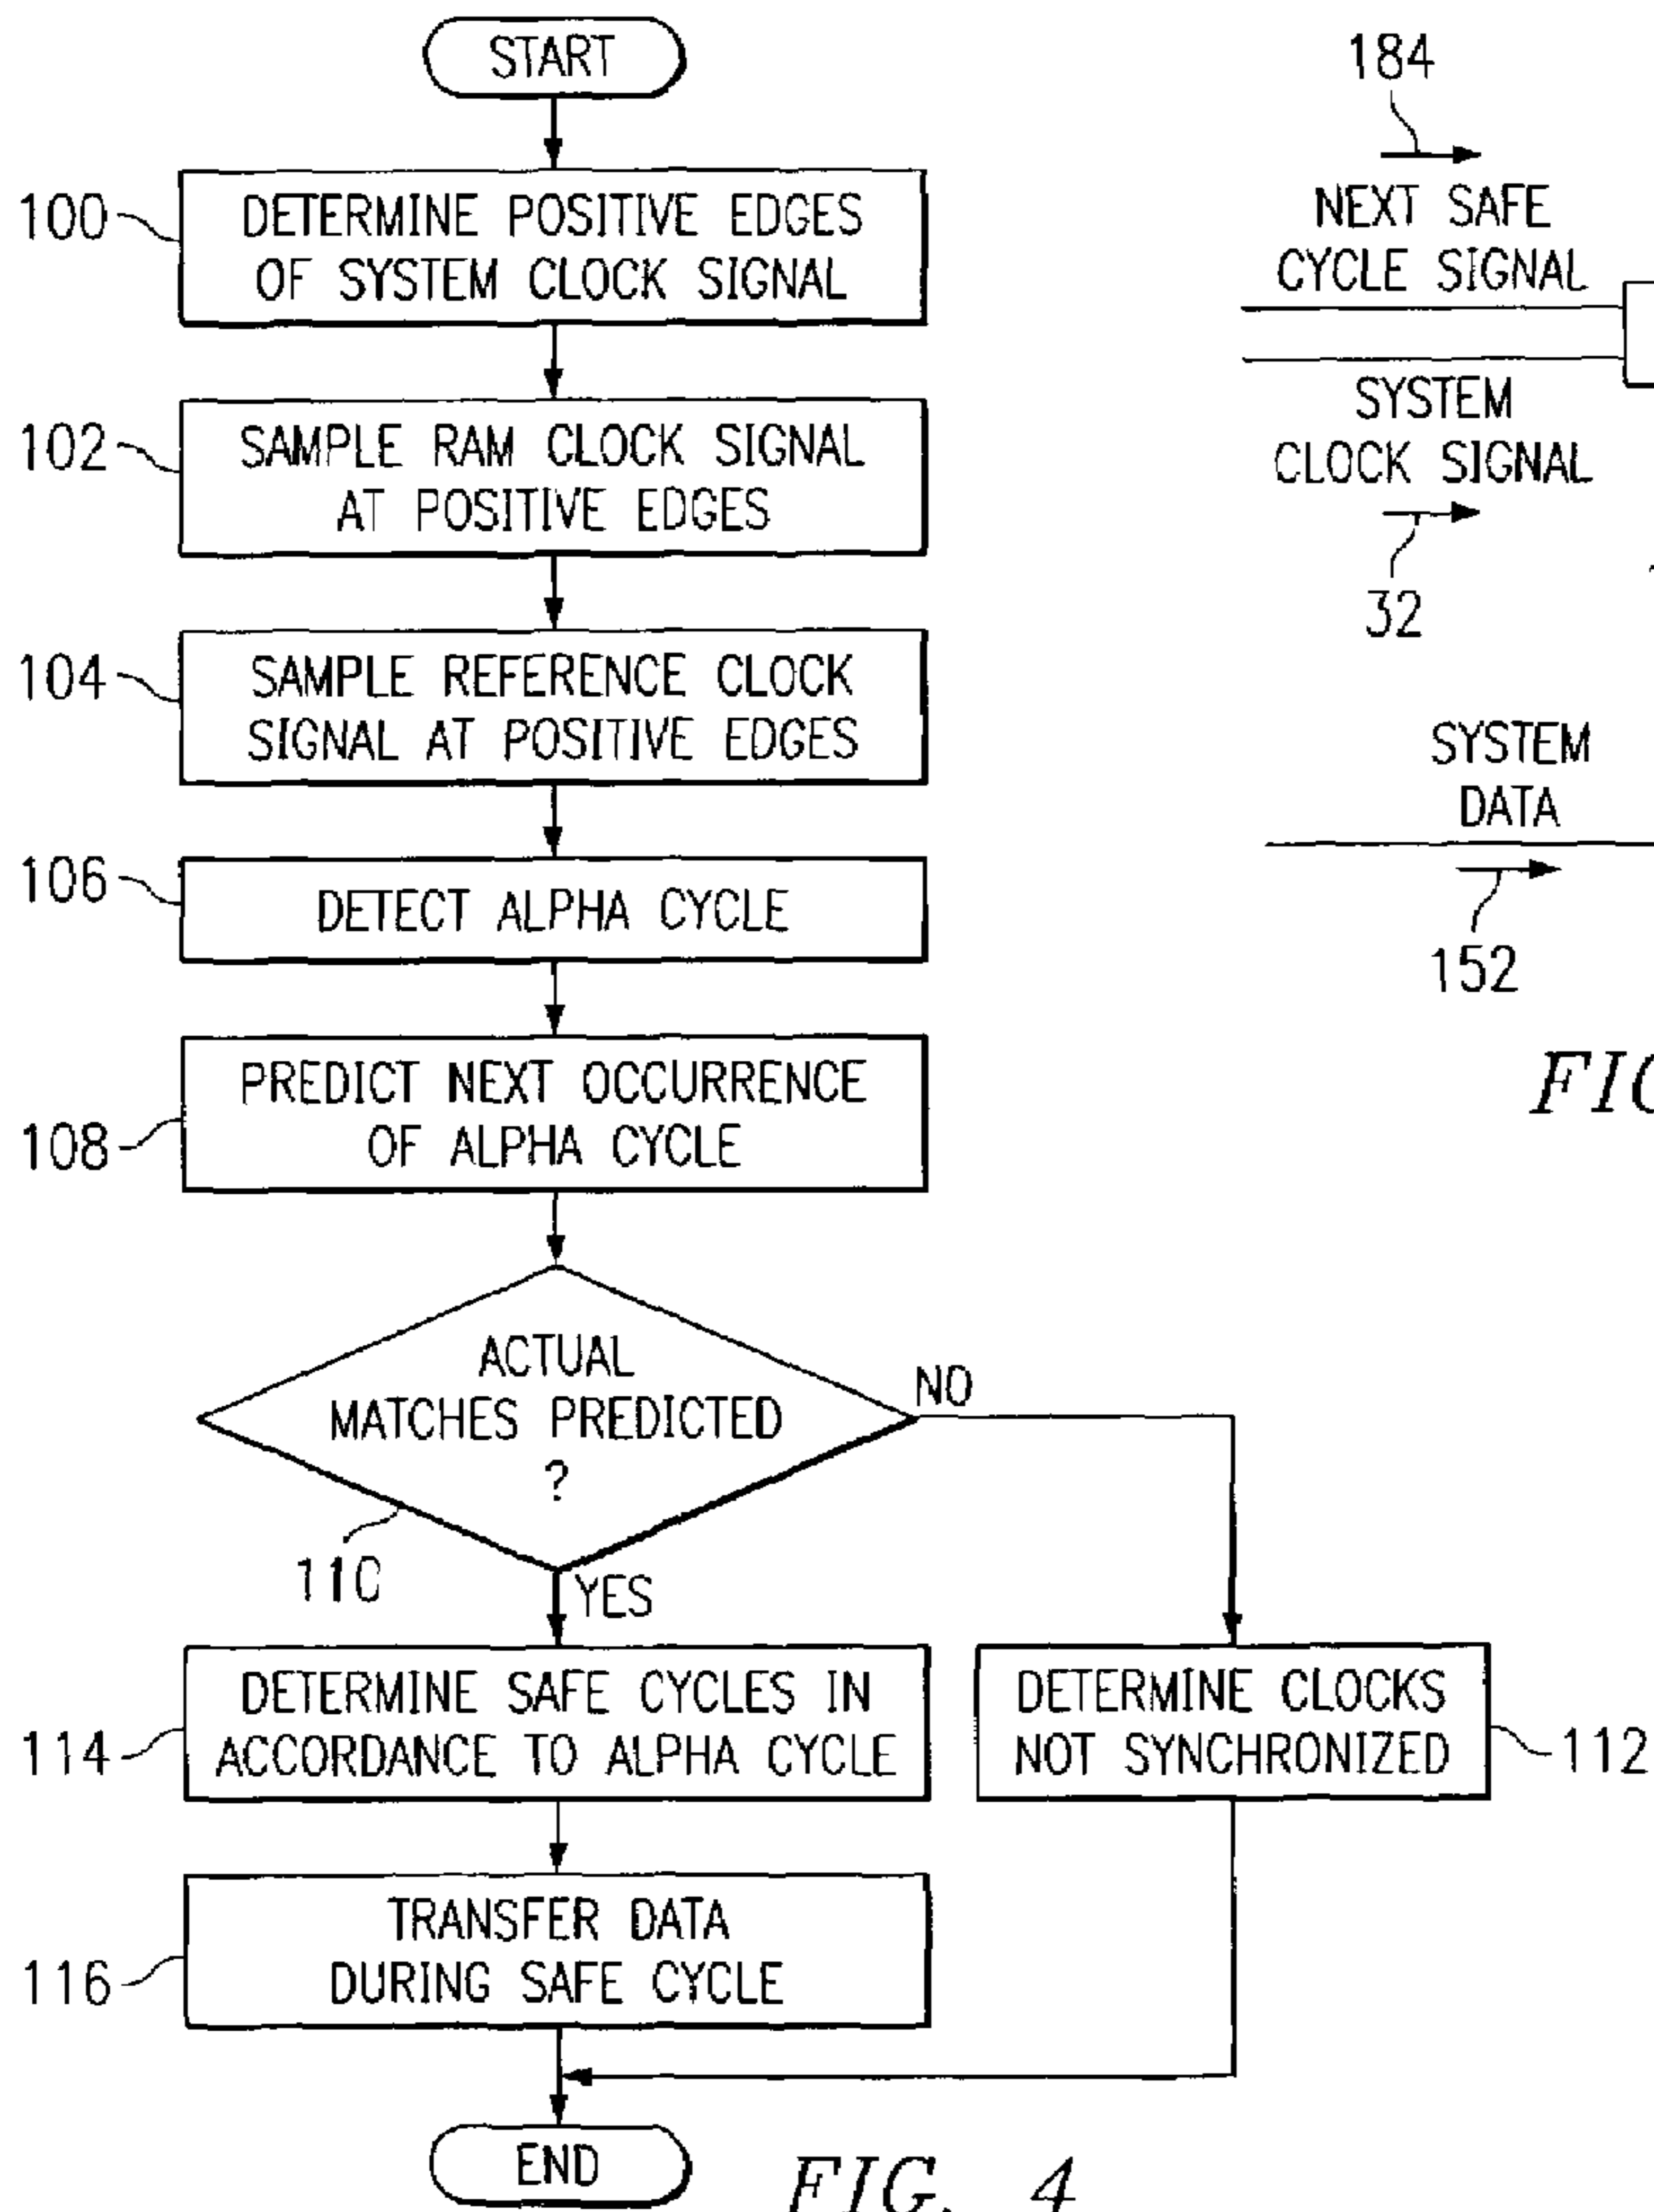 START
100
DETERMINE POSITIVE EDGES
OF SYSTEM CLOCK SIGNAL
102
SAMPLE RAM CLOCK SIGNAL
AT POSITIVE EDGES
104
SAMPLE REFERENCE CLOCK
SIGNAL AT POSITIVE EDGES
106
DETECT ALPHA CYCLE
108
PREDICT NEXT OCCURRENCE
OF ALPHA CYCLE
ACTUAL
MATCHES PREDICTED
?
NO
110
YES
114
DETERMINE SAFE CYCLES IN
ACCORDANCE TO ALPHA CYCLE
DETERMINE CLOCKS
NOT SYNCHRONIZED
112
116
TRANSFER DATA
DURING SAFE CYCLE
END
FIG. 4
184
NEXT SAFE
CYCLE SIGNAL
SYSTEM
CLOCK SIGNAL
32
SYSTEM
DATA
152